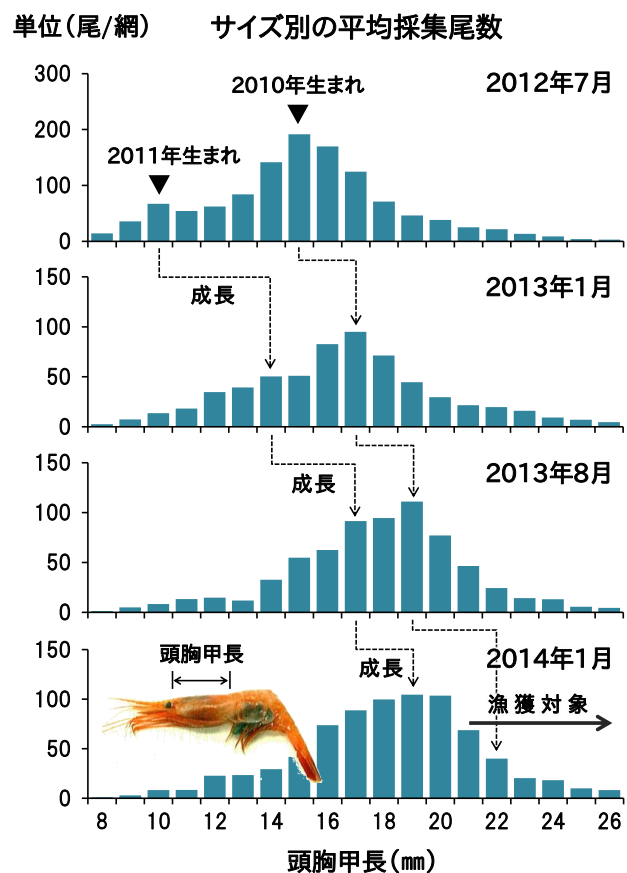 単位（尾/網） サイズ別の平均採集尾数
300
2010年生まれ
2012年7月
200
2011年生まれ
100
0
150
2013年1月
成長
100
50
0
150
2013年8月
成長
100
50
0
150
頭胸甲長
成長
2014年1月
100
漁獲対象
50
0
8 10 12 14 16 18 20 22 24 26
頭胸甲長（mm）